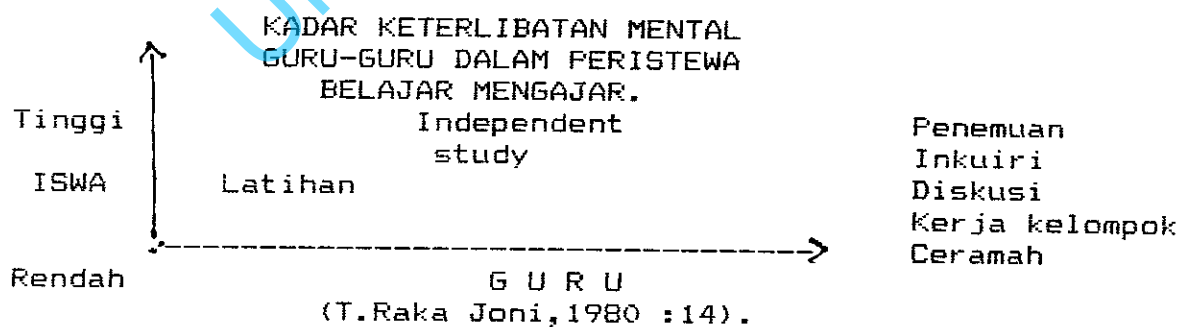 KADAR KETERLIBATAN MENTAL
GURU-GURU DALAM PERISTEWA
BELAJAR MENGAJAR.
Tinggi
Independent
study
ISWA
Latihan
Penemuan
Inkuiri
Diskusi
Kerja kelompok
Ceramah
Rendah
G U R U
(T.Raka Joni,1980 :14).